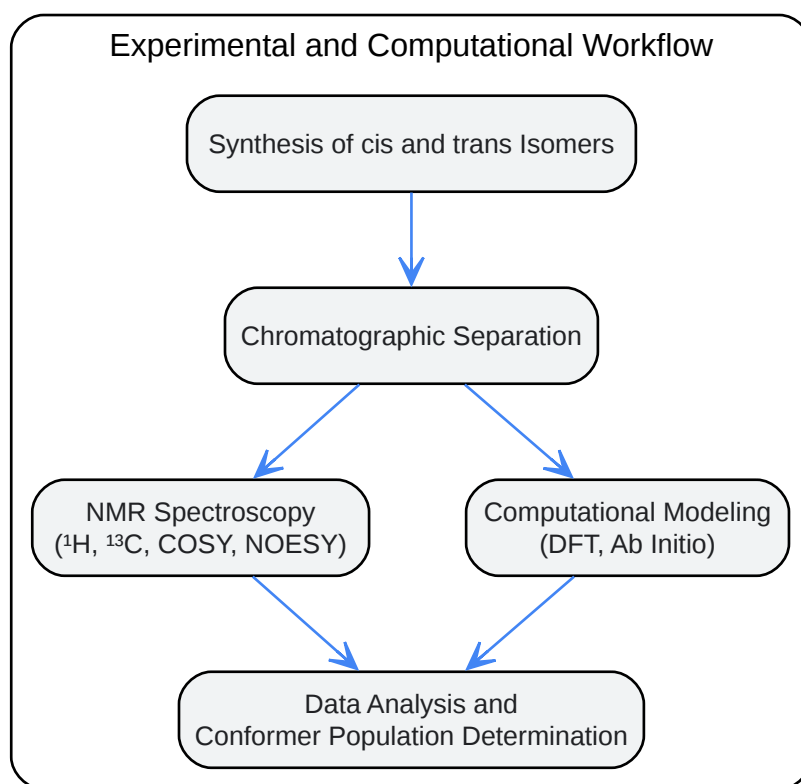 Experimental and Computational Workflow
Synthesis of cis and trans Isomers
Chromatographic Separation
NMR Spectroscopy
(¹H, ¹³C, COSY, NOESY)
Computational Modeling
(DFT, Ab Initio)
Data Analysis and
Conformer Population Determination